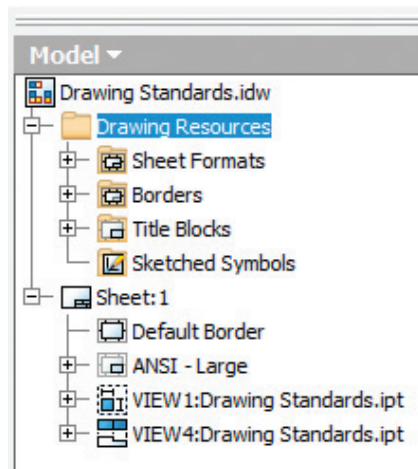 Model
Drawing Standards.idw
Drawing Resources
Sheet Formats
Borders
Title Blocks
Sketched Symbols
Sheet:1
Default Border
ANSI - Large
VIEW1:Drawing Standards.ipt
VIEW4:Drawing Standards.ipt